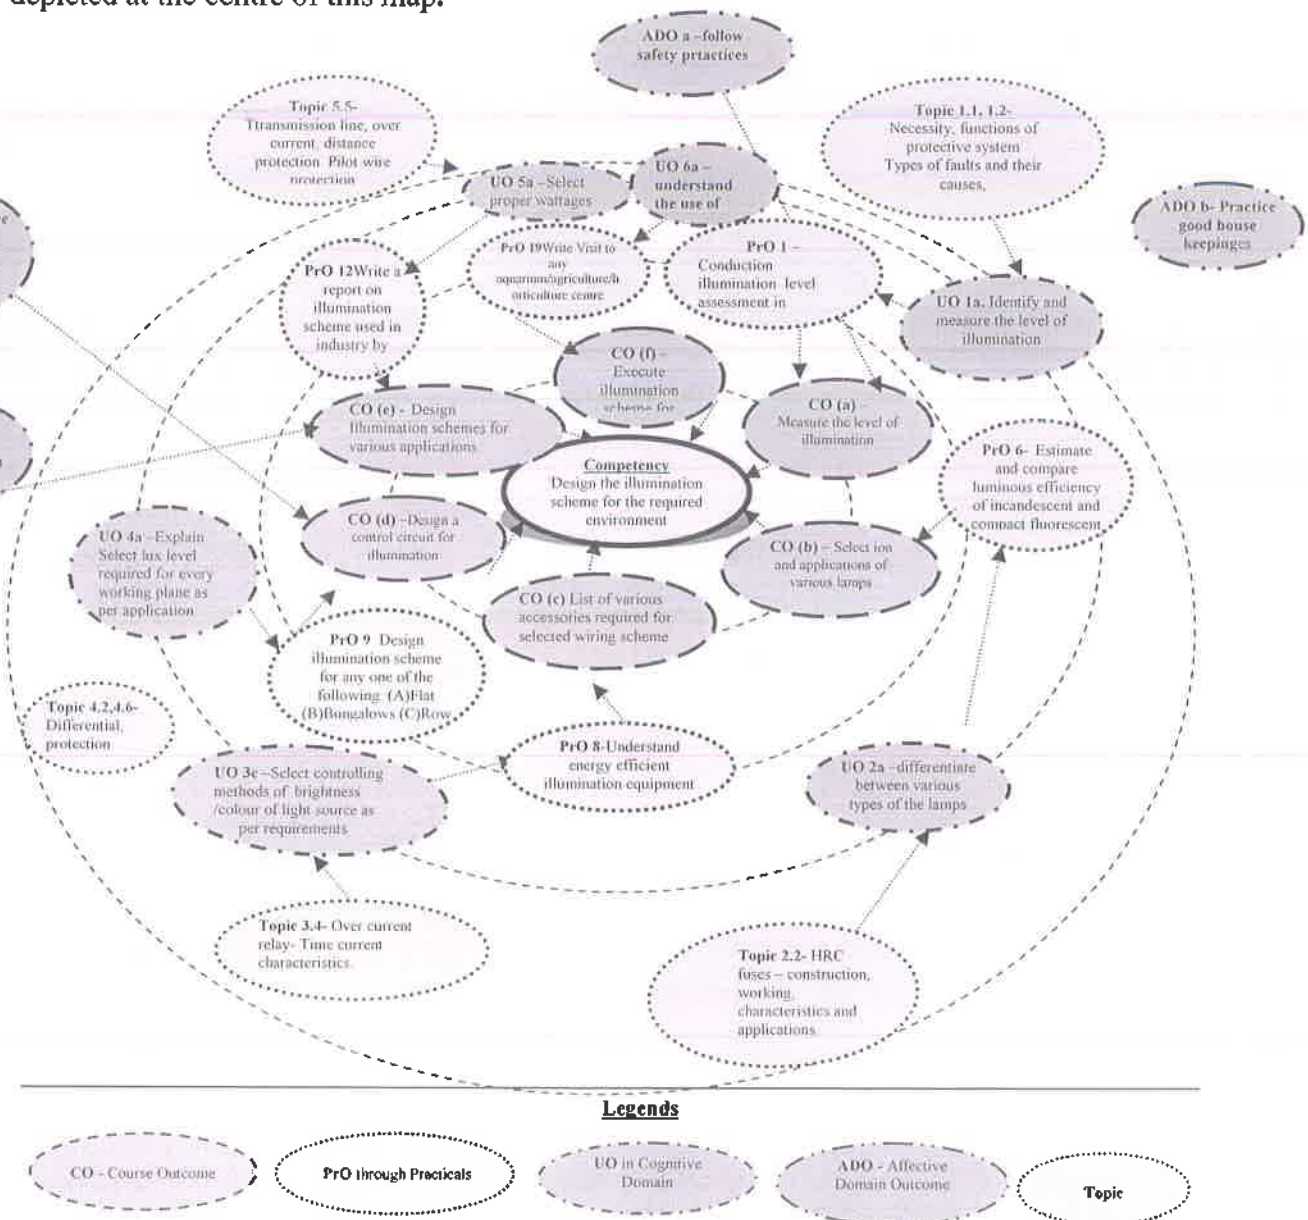 depicted at the centre of this map.
ADO a –follow
safety prtactices
Topic 5.5-
Ttransmission line, over
current, distance
protection. Pilot wire
protection
Topic 1.1, 1.2-
Necessity, functions of
protective system
Types of faults and their
causes,
UO 5a –Select
proper wattages
UO 6a –
understand
the use of
ADO b- Practice
good house
keepinges
PrO 12Write a
report on
illumination
scheme used in
industry by
PrO 19Write Visit to
any
aquarium/agriculture/h
orticulture centre
PrO 1 –
Conduction
illumination level
assessment in
UO 1a. Identify and
measure the level of
illumination
CO (f) –
Execute
illumination
scheme for
CO (e) - Design
Illumination schemes for
various applications
CO (a) –
Measure the level of
illumination
PrO 6- Estimate
and compare
luminous efficiency
of incandescent and
compact fluorescent
Competency
Design the illumination
scheme for the required
environment
CO (d) –Design a
control circuit for
illumination
CO (b) – Select ion
and applications of
various lamps
UO 4a –Explain
Select lux level
required for every
working plane as
per application
CO (c) List of various
accessories required for
selected wiring scheme
PrO 9 Design
illumination scheme
for any one of the
following. (A)Flat
(B)Bungalows (C)Row
Topic 4.2,4.6-
Differential,
protection
PrO 8-Understand
energy efficient
illumination equipment
UO 3c –Select controlling
methods of brightness
/colour of light source as
per requirements
UO 2a –differentiate
between various
types of the lamps
Topic 3.4- Over current
relay- Time current
characteristics.
Topic 2.2- HRC
fuses – construction,
working,
characteristics and
applications
Legends
CO - Course Outcome
PrO through Practicals
UO in Cognitive
Domain
ADO - Affective
Domain Outcome
Topic